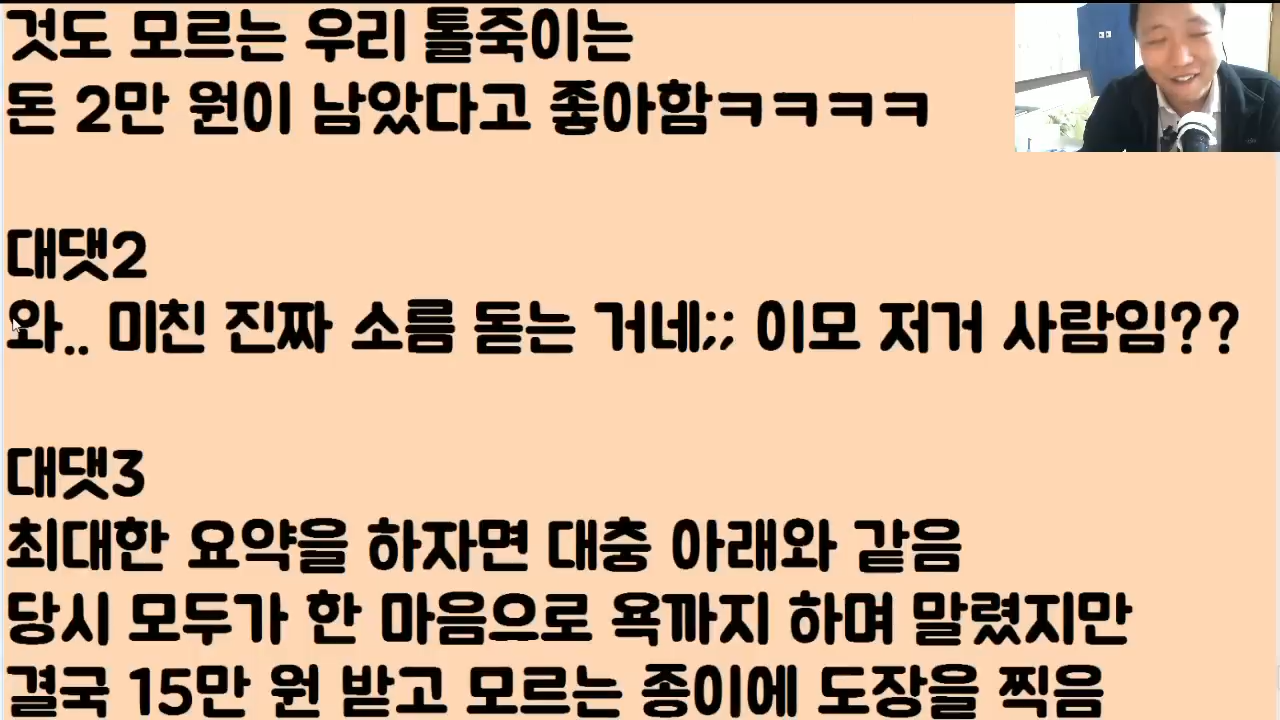 것도 모르는 우리 톨죽이는
돈 2만 원이 남았다고 좋아함ㅋㅋㅋㅋ
대댓2
와.. 미친 진짜 소름 돋는 거네;; 이모 저거 사람임??
대댓3
최대한 요약을 하자면 대충 아래와 같음
당시 모두가 한 마음으로 욕까지 하며 말렸지만
결국 15만 원 받고 모르는 종이에 도장을 찍음